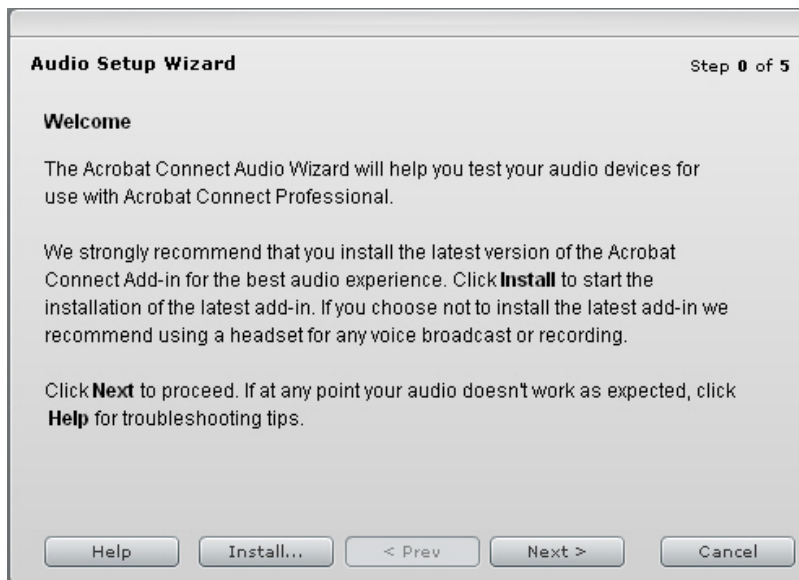 Audio Setup Wizard
Step 0 of 5
Welcome
The Acrobat Connect Audio Wizard will help you test your audio devices for
use with Acrobat Connect Professional.
We strongly recommend that you install the latest version of the Acrobat
Connect Add-in for the best audio experience. Click Install to start the
installation of the latest add-in. If you choose not to install the latest add-in we
recommend using a headset for any voice broadcast or recording.
Click Next to proceed. If at any point your audio doesn't work as expected, click
Help for troubleshooting tips.
Help
Install...
< Prev
Next >
Cancel